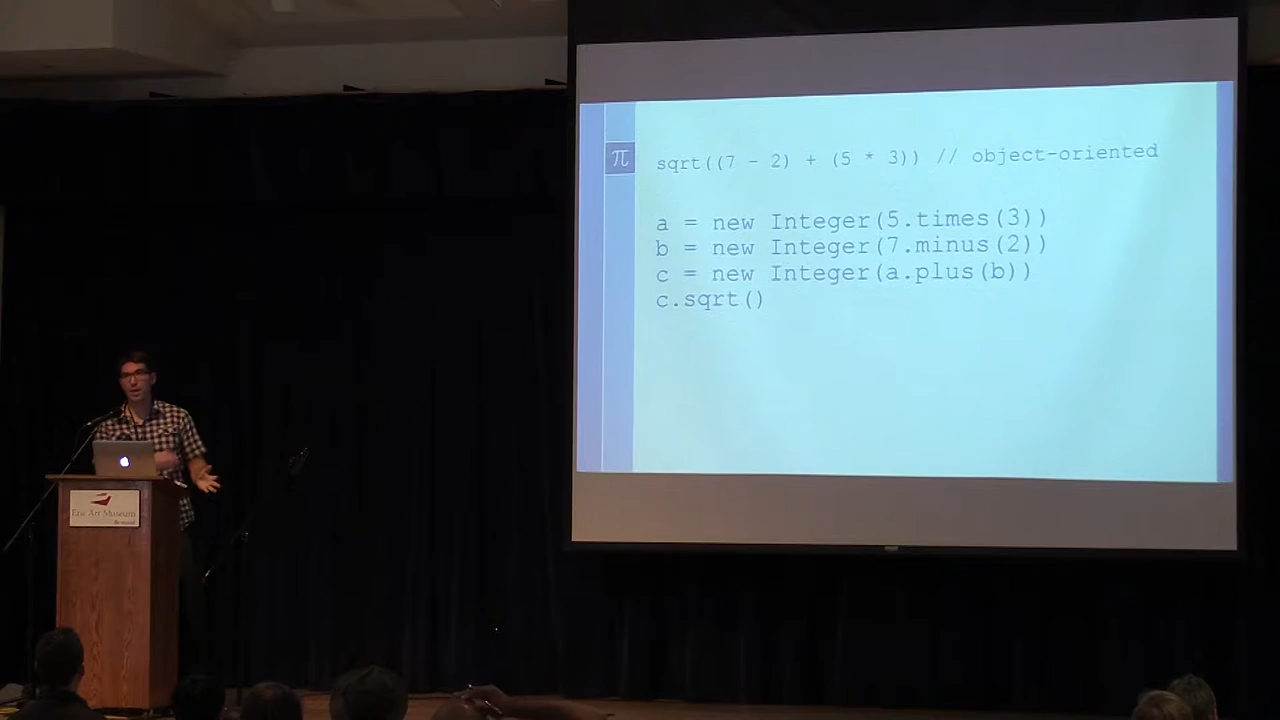 π
sqrt((7 - 2) + (5 * 3)) // object-oriented
a = new Integer(5.times(3))
b = new Integer(7.minus(2))
c = new Integer(a.plus(b))
c.sqrt()
Erie Art Museum